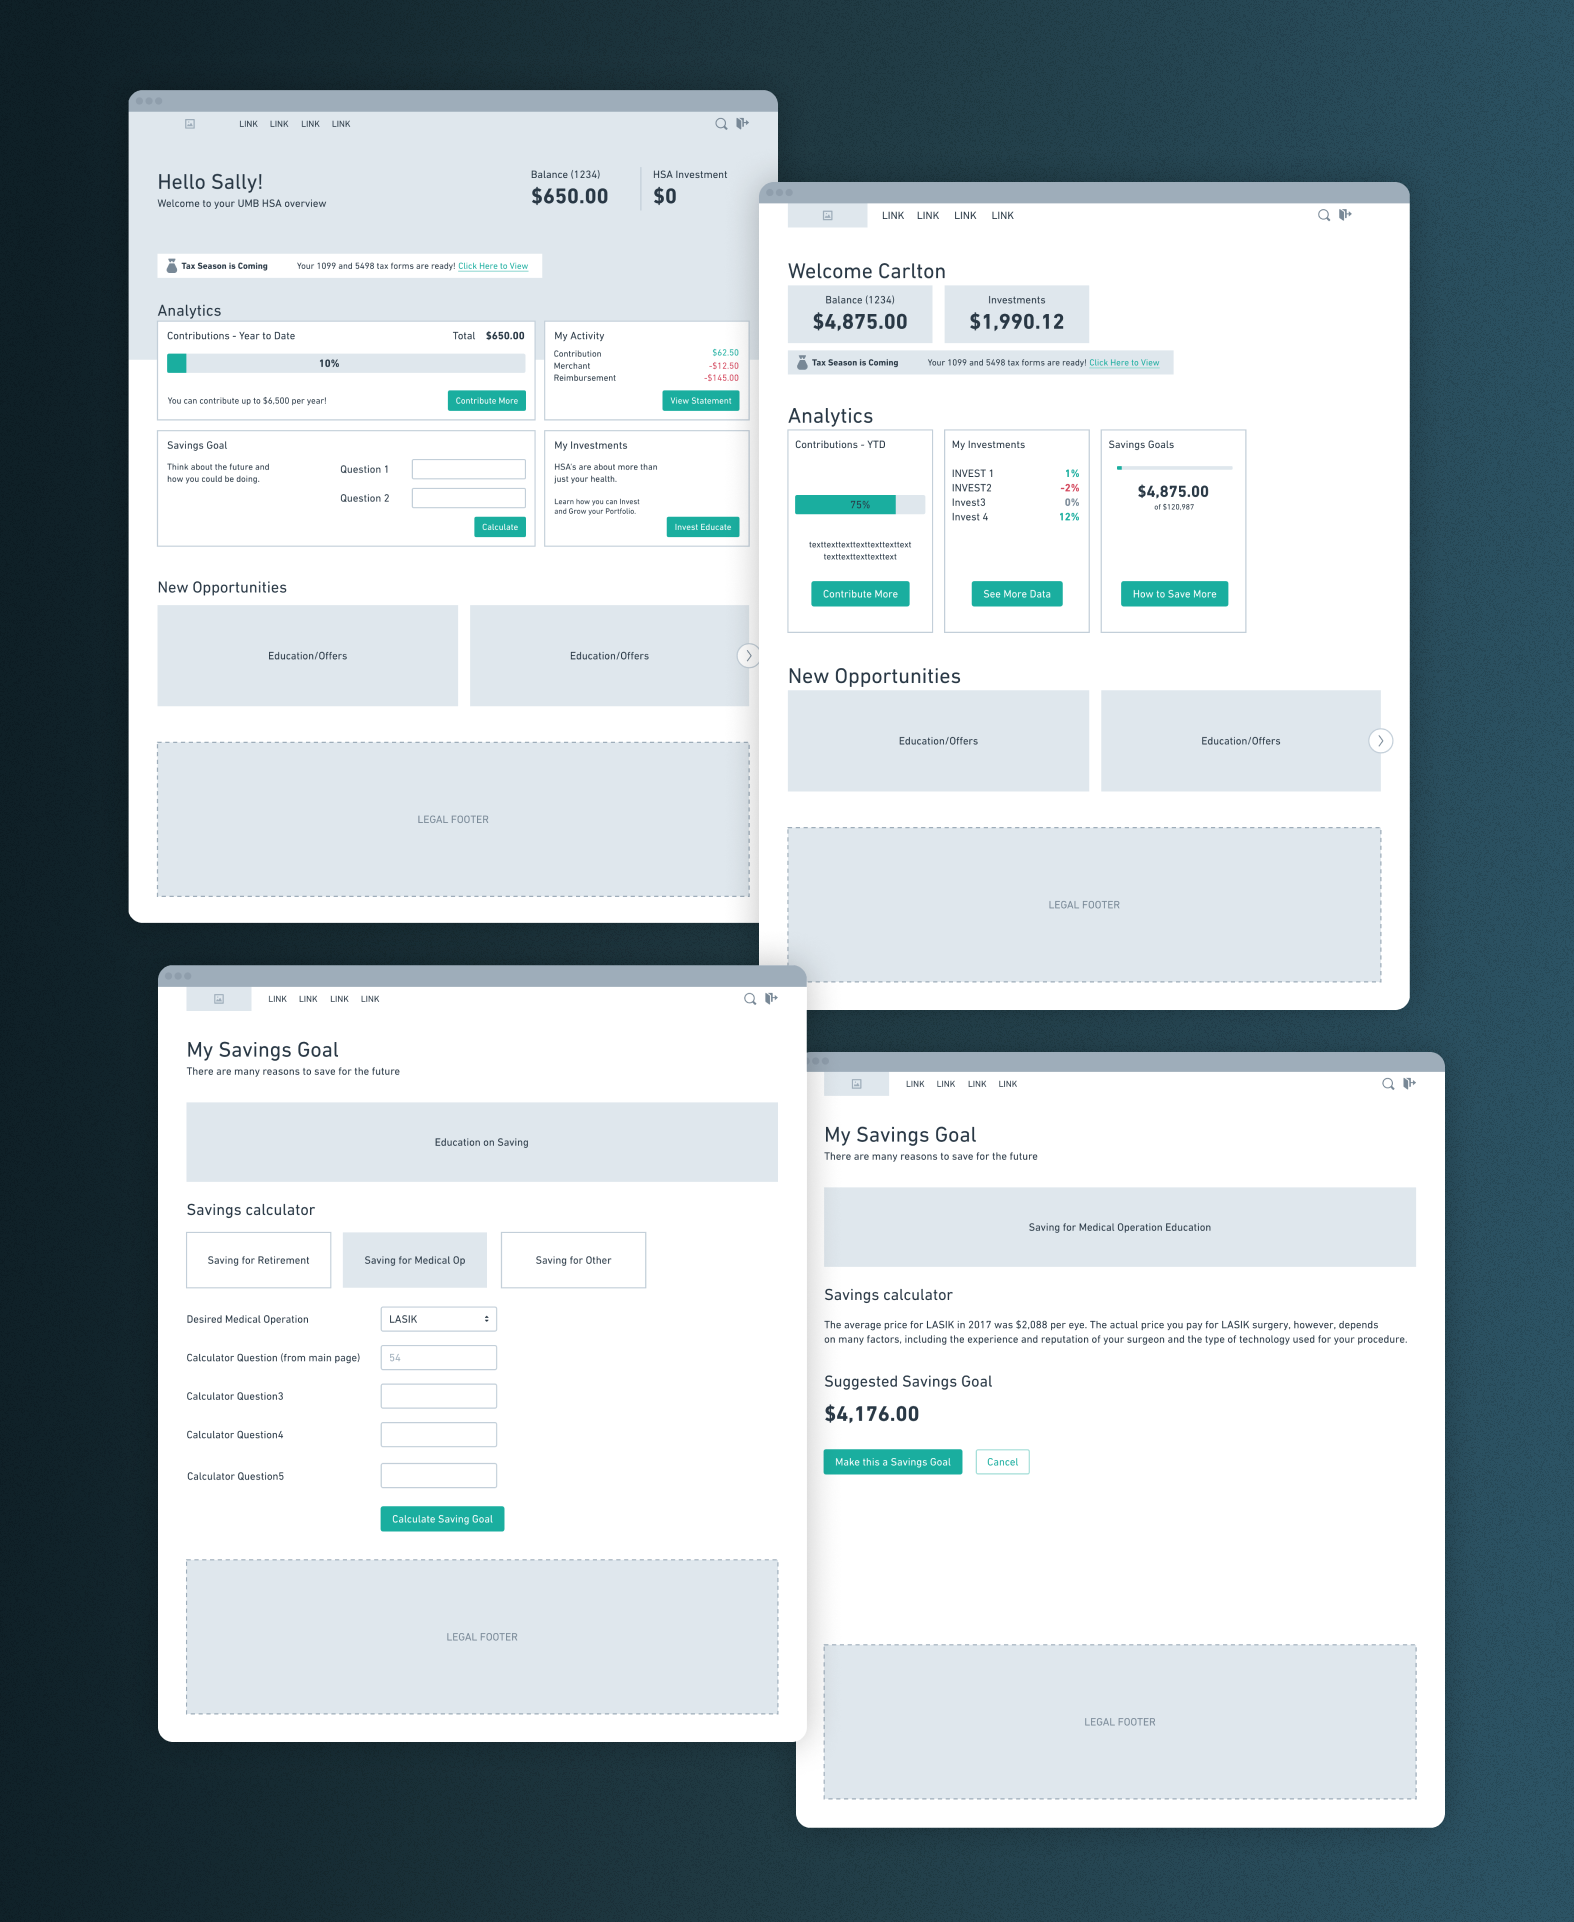 LINK LINK LINK LINK
Hello Sally!
Welcome to your UMB HSA overview
Balance (1234)
$650.00
HSA Investment
$0
Tax Season is Coming Your 1099 and 5498 tax forms are ready! Click Here to View
Analytics
Contributions - Year to Date Total $650.00
10%
You can contribute up to $6,500 per year!
Contribute More
My Activity
Contribution $62.50
Merchant -$12.50
Reimbursement -$145.00
View Statement
Savings Goal
Think about the future and
how you could be doing.
Question 1
Question 2
Calculate
My Investments
HSA's are about more than
just your health.
Learn how you can Invest
and Grow your Portfolio.
Invest Educate
New Opportunities
Education/Offers
Education/Offers
LEGAL FOOTER
LINK LINK LINK LINK
Welcome Carlton
Balance (1234)
$4,875.00
Investments
$1,990.12
Tax Season is Coming Your 1099 and 5498 tax forms are ready! Click Here to View
Analytics
Contributions - YTD
75%
texttexttexttexttexttexttext
texttexttexttexttext
Contribute More
My Investments
INVEST 1 1%
INVEST2 -2%
Invest3 0%
Invest 4 12%
See More Data
Savings Goals
$4,875.00
of $120,987
How to Save More
New Opportunities
Education/Offers
Education/Offers
LEGAL FOOTER
LINK LINK LINK LINK
My Savings Goal
There are many reasons to save for the future
Education on Saving
Savings calculator
Saving for Retirement
Saving for Medical Op
Saving for Other
Desired Medical Operation LASIK
Calculator Question (from main page) 54
Calculator Question3
Calculator Question4
Calculator Question5
Calculate Saving Goal
LEGAL FOOTER
LINK LINK LINK LINK
My Savings Goal
There are many reasons to save for the future
Saving for Medical Operation Education
Savings calculator
The average price for LASIK in 2017 was $2,088 per eye. The actual price you pay for LASIK surgery, however, depends
on many factors, including the experience and reputation of your surgeon and the type of technology used for your procedure.
Suggested Savings Goal
$4,176.00
Make this a Savings Goal
Cancel
LEGAL FOOTER